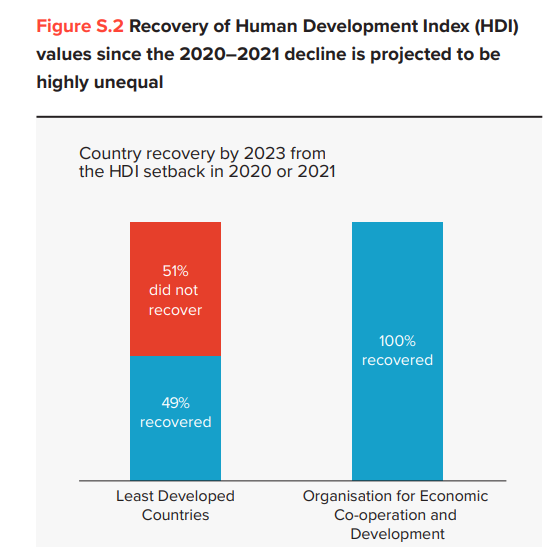 Figure S.2 Recovery of Human Development Index (HDI)
values since the 2020–2021 decline is projected to be
highly unequal
Country recovery by 2023 from
the HDI setback in 2020 or 2021
51%
did not
recover
49%
recovered
100%
recovered
Least Developed
Countries
Organisation for Economic
Co-operation and
Development